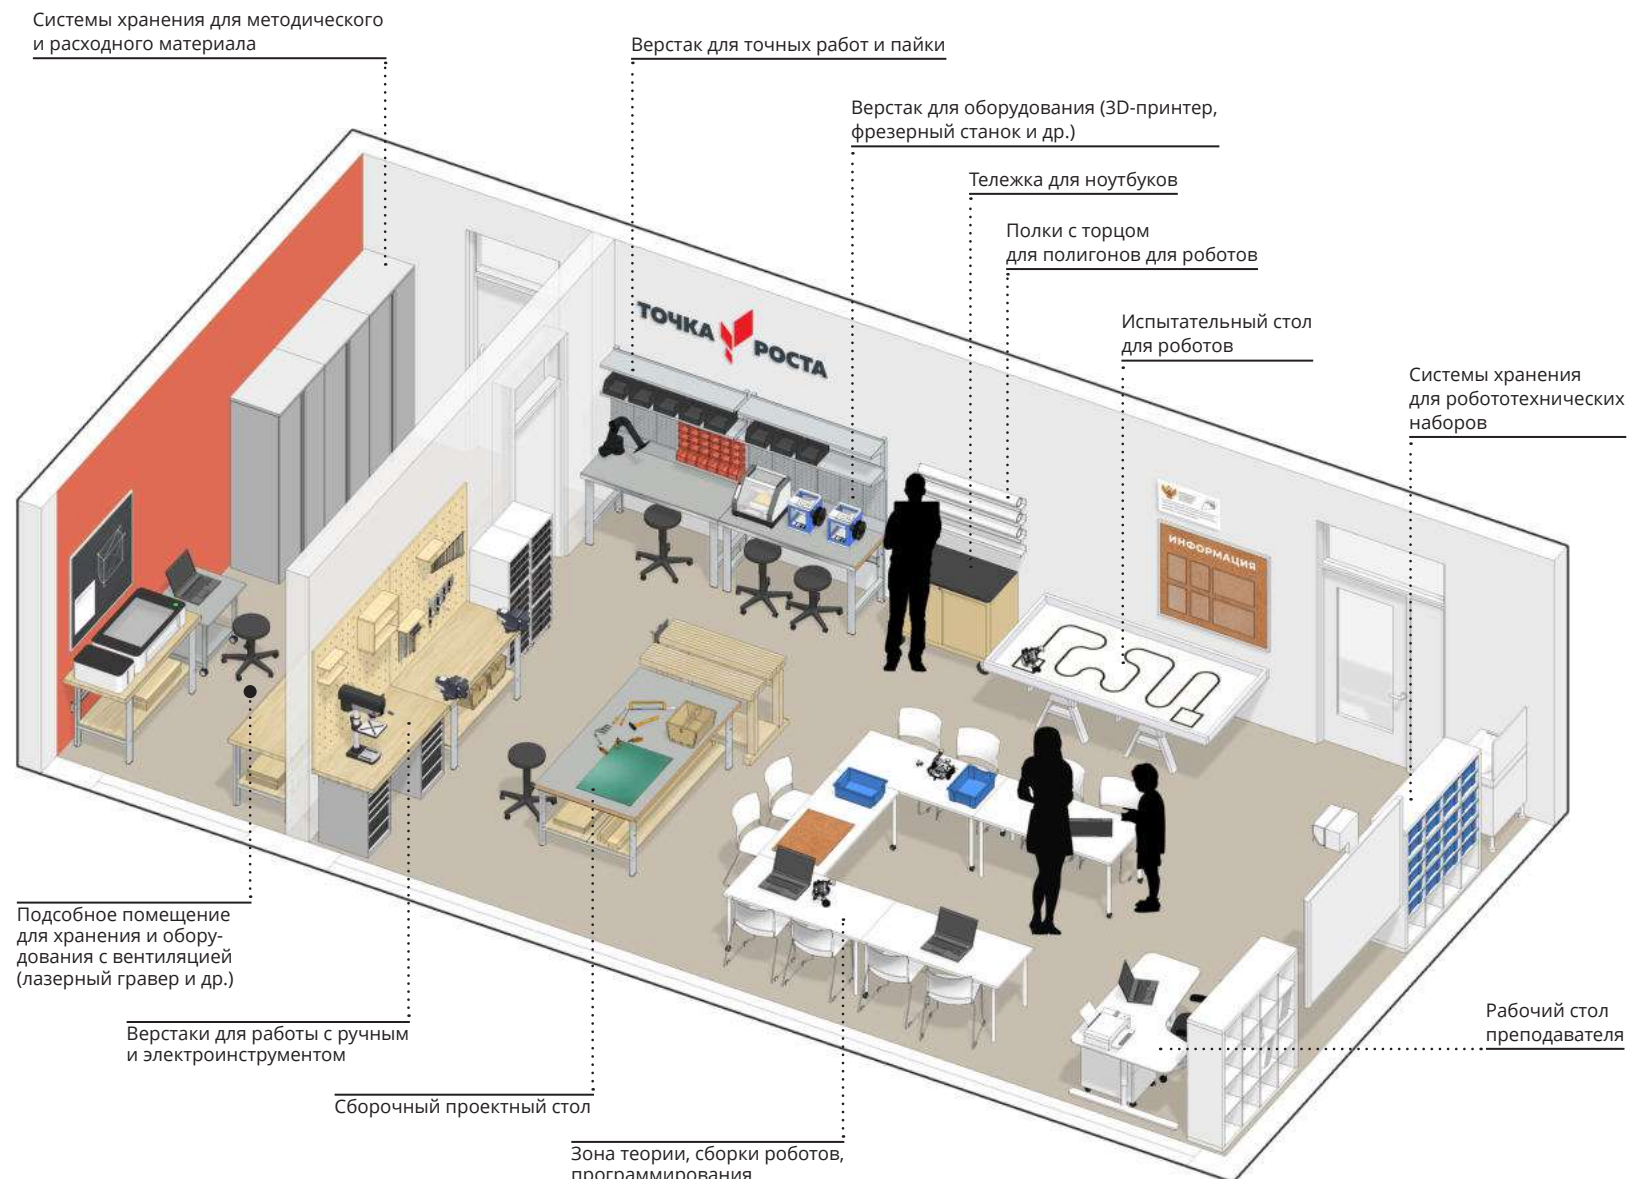 Системы хранения для методического
и расходного материала
Верстак для точных работ и пайки
Верстак для оборудования (3D-принтер,
фрезерный станок и др.)
Тележка для ноутбуков
Полки с торцом
для полигонов для роботов
Испытательный стол
для роботов
Системы хранения
для робототехнических
наборов
ТОЧКА
РОСТА
ИНФОРМАЦИЯ
Подсобное помещение
для хранения и обору-
дования с вентиляцией
(лазерный гравер и др.)
Верстаки для работы с ручным
и электроинструментом
Сборочный проектный стол
Зона теории, сборки роботов,
программирования
Рабочий стол
преподавателя